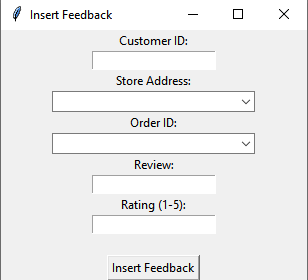 Insert Feedback
Customer ID:
Store Address:
Order ID:
Review:
Rating (1-5):
Insert Feedback